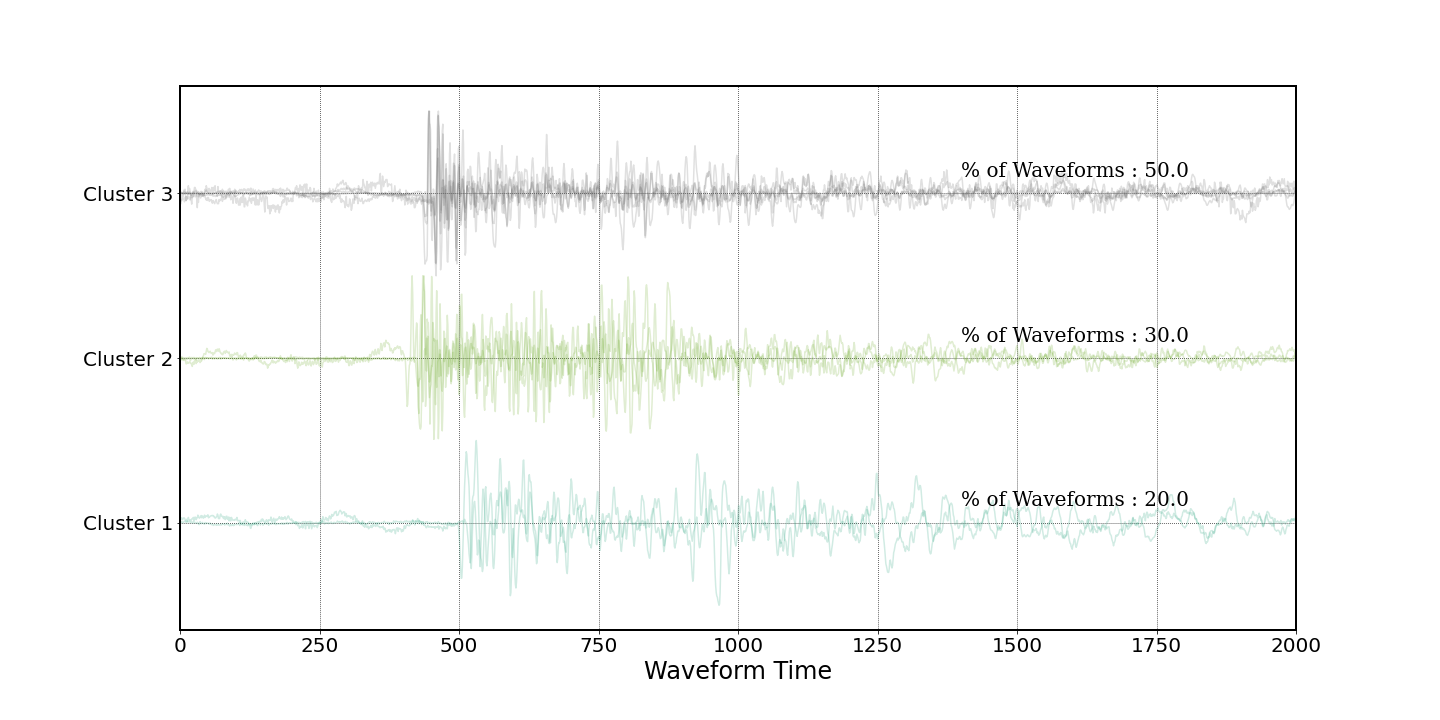 Cluster 3
% of Waveforms : 50.0
Cluster 2
% of Waveforms : 30.0
Cluster 1
% of Waveforms : 20.0
0 250 500 750 1000 1250 1500 1750 2000
Waveform Time